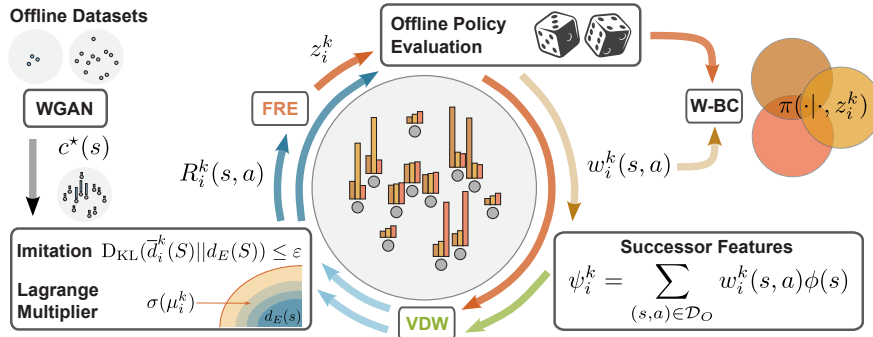 Offline Datasets
WGAN
c*(s)
z_i^k
FRE
R_i^k(s, a)
Offline Policy
Evaluation
W-BC
π(·|·, z_i^k)
w_i^k(s, a)
Imitation D_KL(d̅_i^k(S)||d_E(S)) ≤ ε
Lagrange
Multiplier
σ(μ_i^k)
d_E(s)
VDW
Successor Features
ψ_i^k = ∑_{(s,a)∈𝒟_O} w_i^k(s, a)ϕ(s)